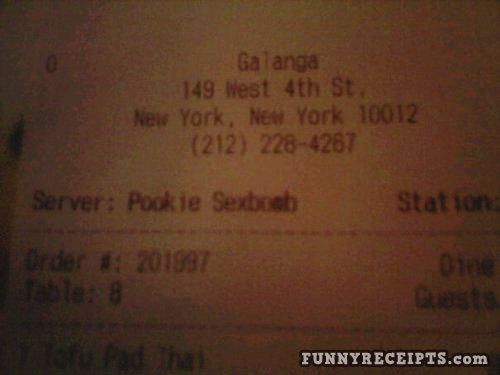 0 Galanga
149 West 4th St.
New York, New York 10012
(212) 228-4267
Server: Pookie Sexbomb Station:
Order #: 201997 Dine
Table: 8 Guests
1 Tofu Pad Thai
FUNNYRECEIPTS.com